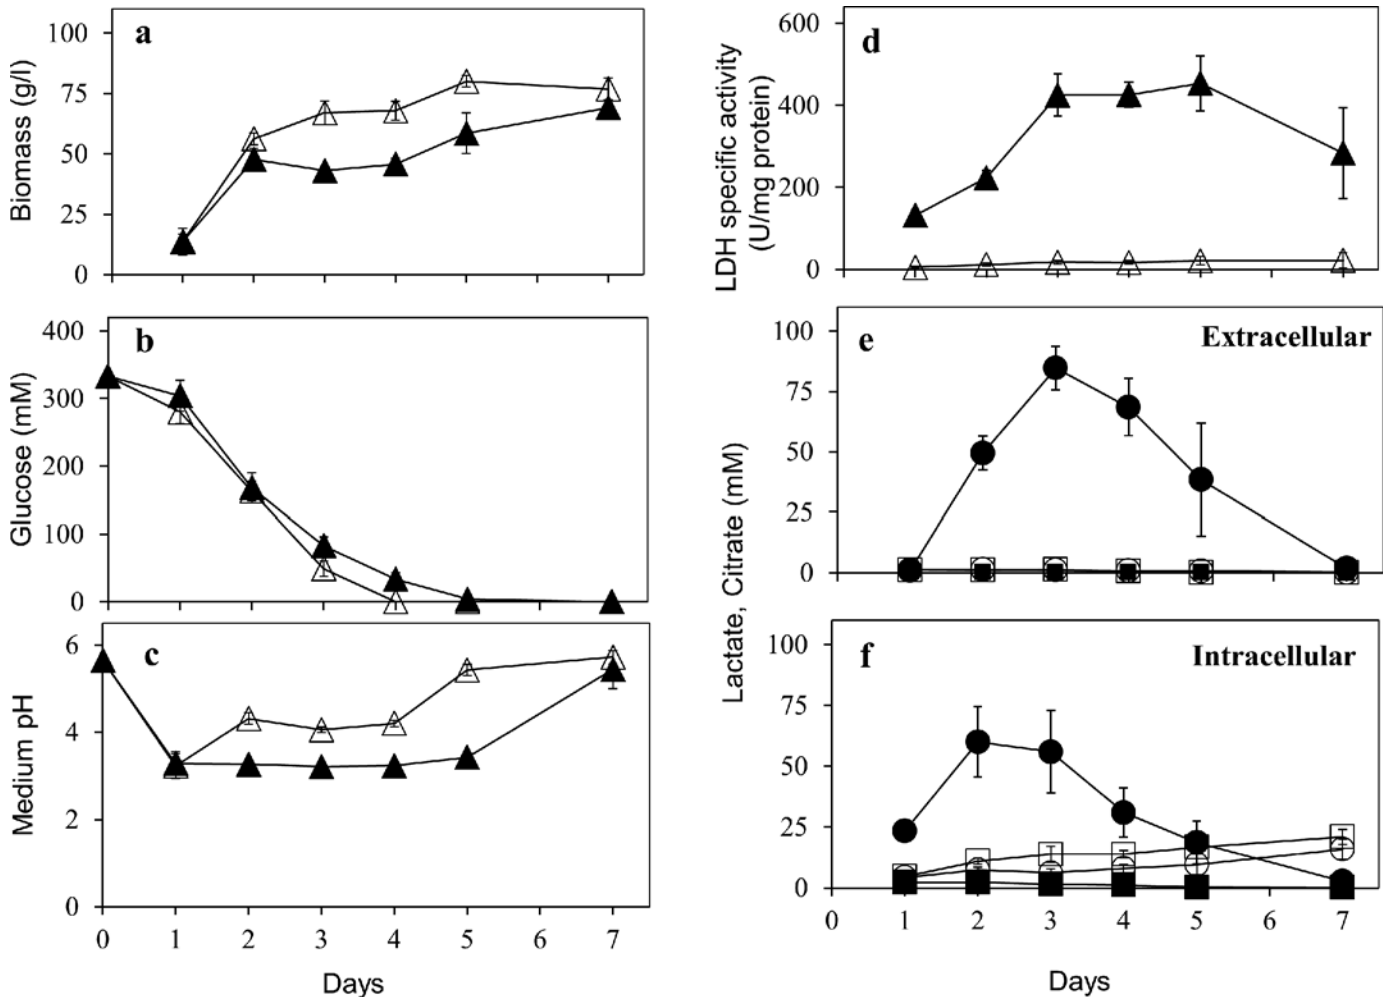 a
Biomass (g/l)
100
75
50
25
0
b
Glucose (mM)
400
300
200
100
0
c
Medium pH
6
4
2
0
0 1 2 3 4 5 6 7
Days
d
LDH specific activity
(U/mg protein)
600
400
200
0
e
Extracellular
Lactate, Citrate (mM)
100
75
50
25
0
f
Intracellular
100
75
50
25
0
0 1 2 3 4 5 6 7
Days